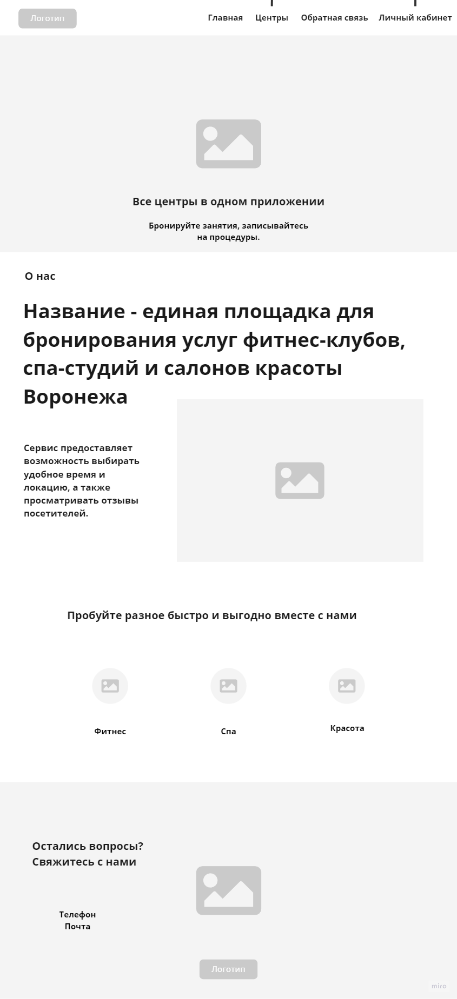 Логотип
Главная
Центры
Обратная связь
Личный кабинет
Все центры в одном приложении
Бронируйте занятия, записывайтесь
на процедуры.
О нас
Название - единая площадка для
бронирования услуг фитнес-клубов,
спа-студий и салонов красоты
Воронежа
Сервис предоставляет
возможность выбирать
удобное время и
локацию, а также
просматривать отзывы
посетителей.
Пробуйте разное быстро и выгодно вместе с нами
Фитнес
Спа
Красота
Остались вопросы?
Свяжитесь с нами
Телефон
Почта
Логотип
miro